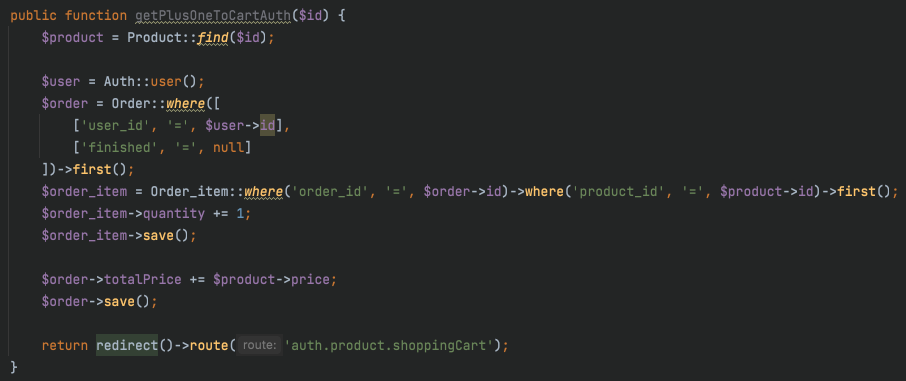 public function getPlusOneToCartAuth($id) {
    $product = Product::find($id);

    $user = Auth::user();
    $order = Order::where([
        ['user_id', '=', $user->id],
        ['finished', '=', null]
    ])->first();
    $order_item = Order_item::where('order_id', '=', $order->id)->where('product_id', '=', $product->id)->first();
    $order_item->quantity += 1;
    $order_item->save();

    $order->totalPrice += $product->price;
    $order->save();

    return redirect()->route( route: 'auth.product.shoppingCart');
}